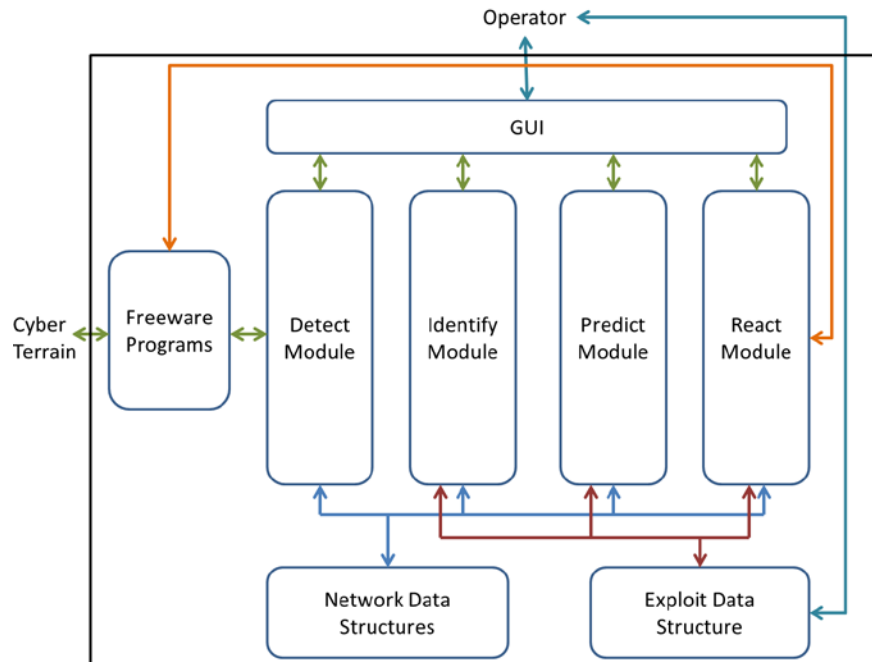 Operator
GUI
Cyber
Terrain
Freeware
Programs
Detect
Module
Identify
Module
Predict
Module
React
Module
Network Data
Structures
Exploit Data
Structure